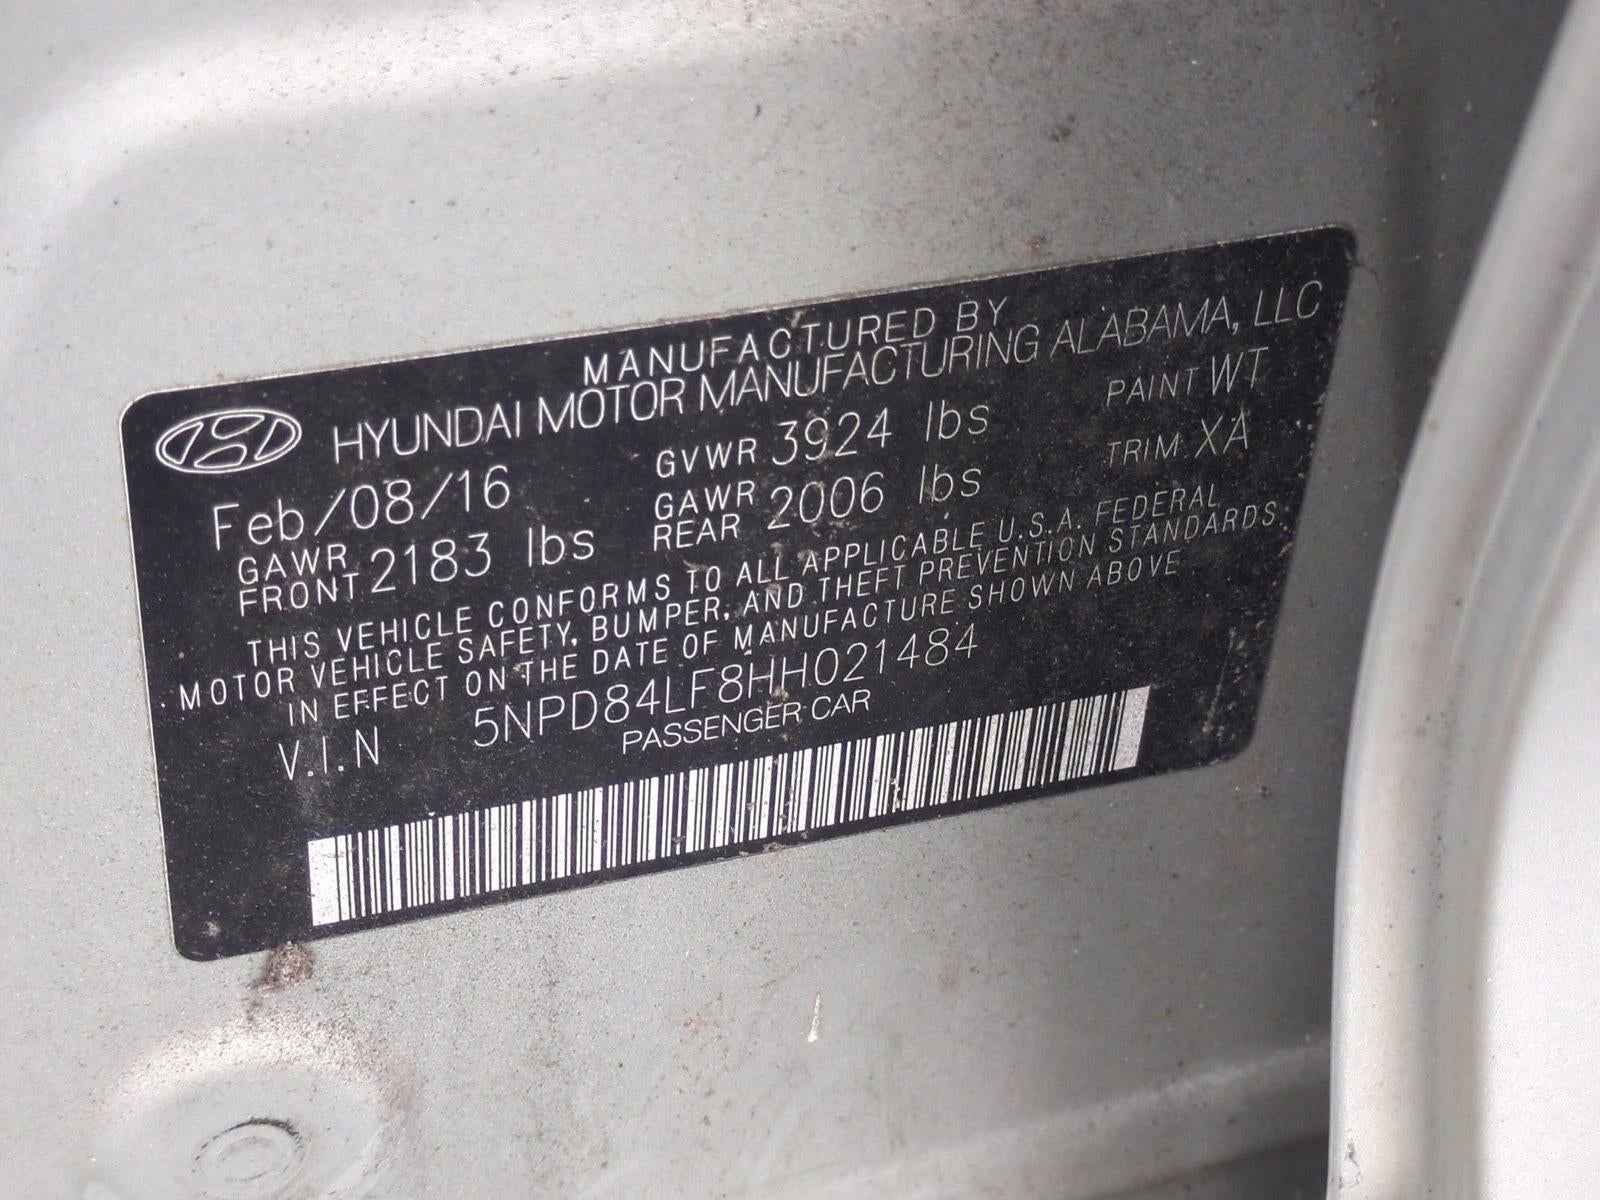 MANUFACTURED BY
HYUNDAI MOTOR MANUFACTURING ALABAMA, LLC
Feb/08/16 GVWR 3924 lbs PAINT WT
GAWR FRONT 2183 lbs GAWR REAR 2006 lbs TRIM XA
THIS VEHICLE CONFORMS TO ALL APPLICABLE U.S.A. FEDERAL
MOTOR VEHICLE SAFETY, BUMPER, AND THEFT PREVENTION STANDARDS
IN EFFECT ON THE DATE OF MANUFACTURE SHOWN ABOVE
V.I.N 5NPD84LF8HH021484
PASSENGER CAR